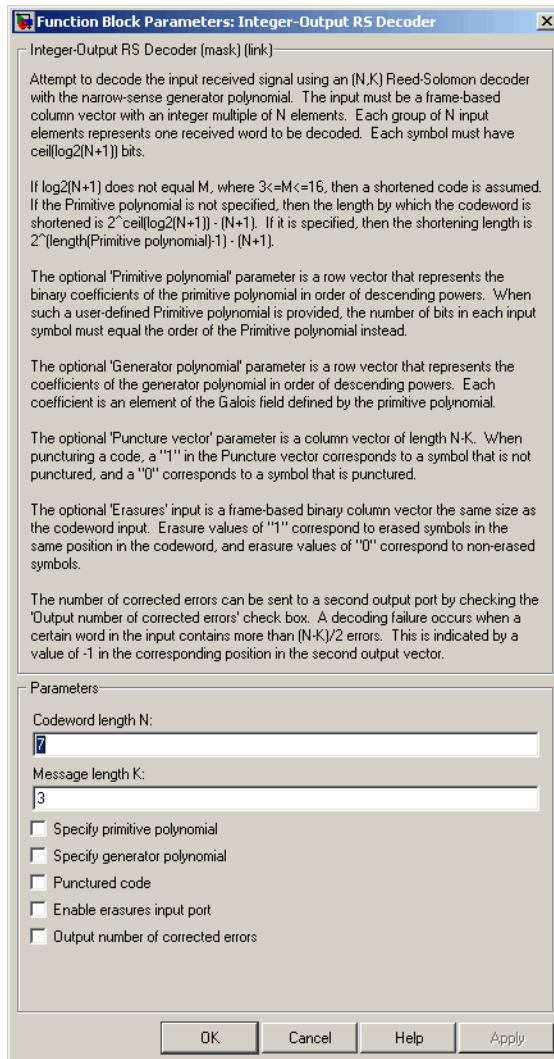 Function Block Parameters: Integer-Output RS Decoder
Integer-Output RS Decoder (mask) (link)
Attempt to decode the input received signal using an (N,K) Reed-Solomon decoder
with the narrow-sense generator polynomial.  The input must be a frame-based
column vector with an integer multiple of N elements.  Each group of N input
elements represents one received word to be decoded.  Each symbol must have
ceil(log2(N+1)) bits.
If log2(N+1) does not equal M, where 3<=M<=16, then a shortened code is assumed.
If the Primitive polynomial is not specified, then the length by which the codeword is
shortened is 2^ceil(log2(N+1)) - (N+1).  If it is specified, then the shortening length is
2^(length(Primitive polynomial)-1) - (N+1).
The optional 'Primitive polynomial' parameter is a row vector that represents the
binary coefficients of the primitive polynomial in order of descending powers.  When
such a user-defined Primitive polynomial is provided, the number of bits in each input
symbol must equal the order of the Primitive polynomial instead.
The optional 'Generator polynomial' parameter is a row vector that represents the
coefficients of the generator polynomial in order of descending powers.  Each
coefficient is an element of the Galois field defined by the primitive polynomial.
The optional 'Puncture vector' parameter is a column vector of length N-K.  When
puncturing a code, a "1" in the Puncture vector corresponds to a symbol that is not
punctured, and a "0" corresponds to a symbol that is punctured.
The optional 'Erasures' input is a frame-based binary column vector the same size as
the codeword input.  Erasure values of "1" correspond to erased symbols in the
same position in the codeword, and erasure values of "0" correspond to non-erased
symbols.
The number of corrected errors can be sent to a second output port by checking the
'Output number of corrected errors' check box.  A decoding failure occurs when a
certain word in the input contains more than (N-K)/2 errors.  This is indicated by a
value of -1 in the corresponding position in the second output vector.
Parameters
Codeword length N:
7
Message length K:
3
Specify primitive polynomial
Specify generator polynomial
Punctured code
Enable erasures input port
Output number of corrected errors
OK Cancel Help Apply